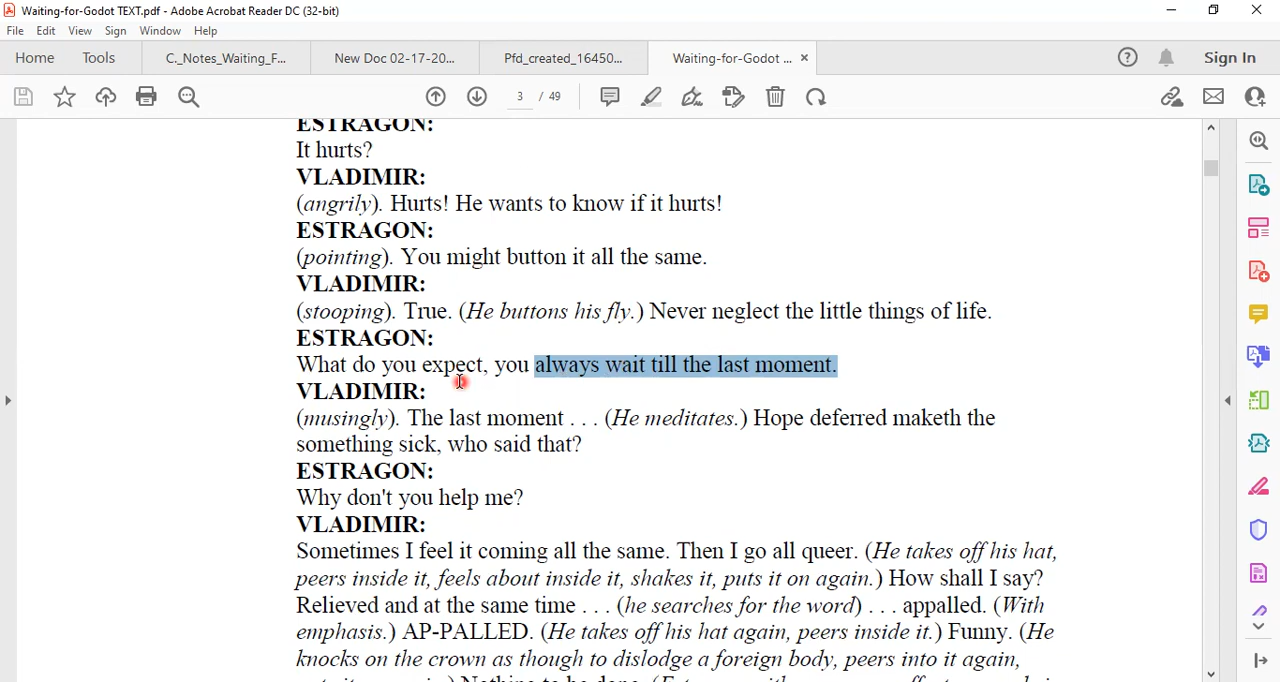 Waiting-for-Godot TEXT.pdf - Adobe Acrobat Reader DC (32-bit)
File Edit View Sign Window Help
Home Tools C._Notes_Waiting_F... New Doc 02-17-20... Pfd_created_16450... Waiting-for-Godot ... × Sign In
3 / 49
ESTRAGON:
It hurts?
VLADIMIR:
(angrily). Hurts! He wants to know if it hurts!
ESTRAGON:
(pointing). You might button it all the same.
VLADIMIR:
(stooping). True. (He buttons his fly.) Never neglect the little things of life.
ESTRAGON:
What do you expect, you always wait till the last moment.
VLADIMIR:
(musingly). The last moment . . . (He meditates.) Hope deferred maketh the
something sick, who said that?
ESTRAGON:
Why don't you help me?
VLADIMIR:
Sometimes I feel it coming all the same. Then I go all queer. (He takes off his hat,
peers inside it, feels about inside it, shakes it, puts it on again.) How shall I say?
Relieved and at the same time . . . (he searches for the word) . . . appalled. (With
emphasis.) AP-PALLED. (He takes off his hat again, peers inside it.) Funny. (He
knocks on the crown as though to dislodge a foreign body, peers into it again,